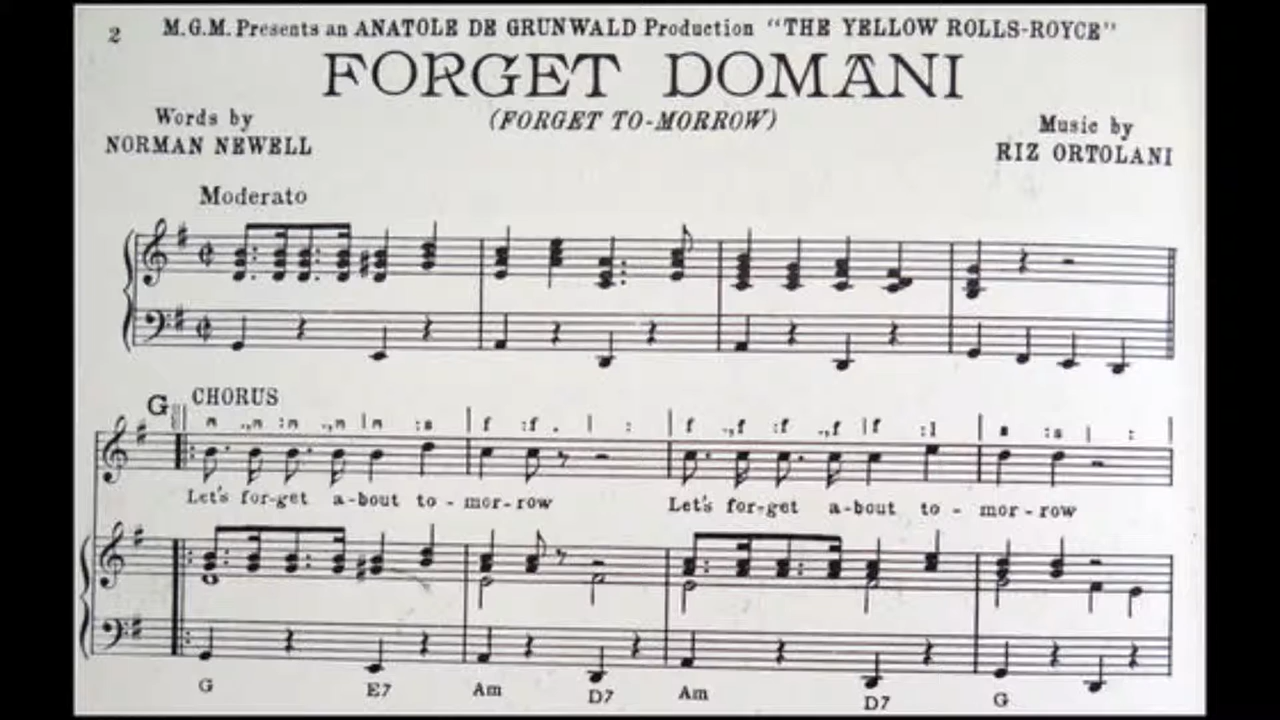 2 M.G.M. Presents an ANATOLE DE GRUNWALD Production "THE YELLOW ROLLS-ROYCE"
FORGET DOMANI
(FORGET TO-MORROW)
Words by
NORMAN NEWELL
Music by
RIZ ORTOLANI
Moderato
G CHORUS
m .,m :m .,m | m :s | f :f . | : | f .,f :f .,f | f :l | s :s | : |
Let's for-get a-bout to - mor-row Let's for-get a-bout to - mor-row
G E7 Am D7 Am D7 G